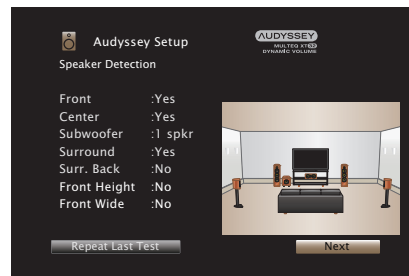 Audyssey Setup
AUDYSSEY
MULTEQ XT32
DYNAMIC VOLUME
Speaker Detection
Front :Yes
Center :Yes
Subwoofer :1 spkr
Surround :Yes
Surr. Back :No
Front Height :No
Front Wide :No
Repeat Last Test
Next